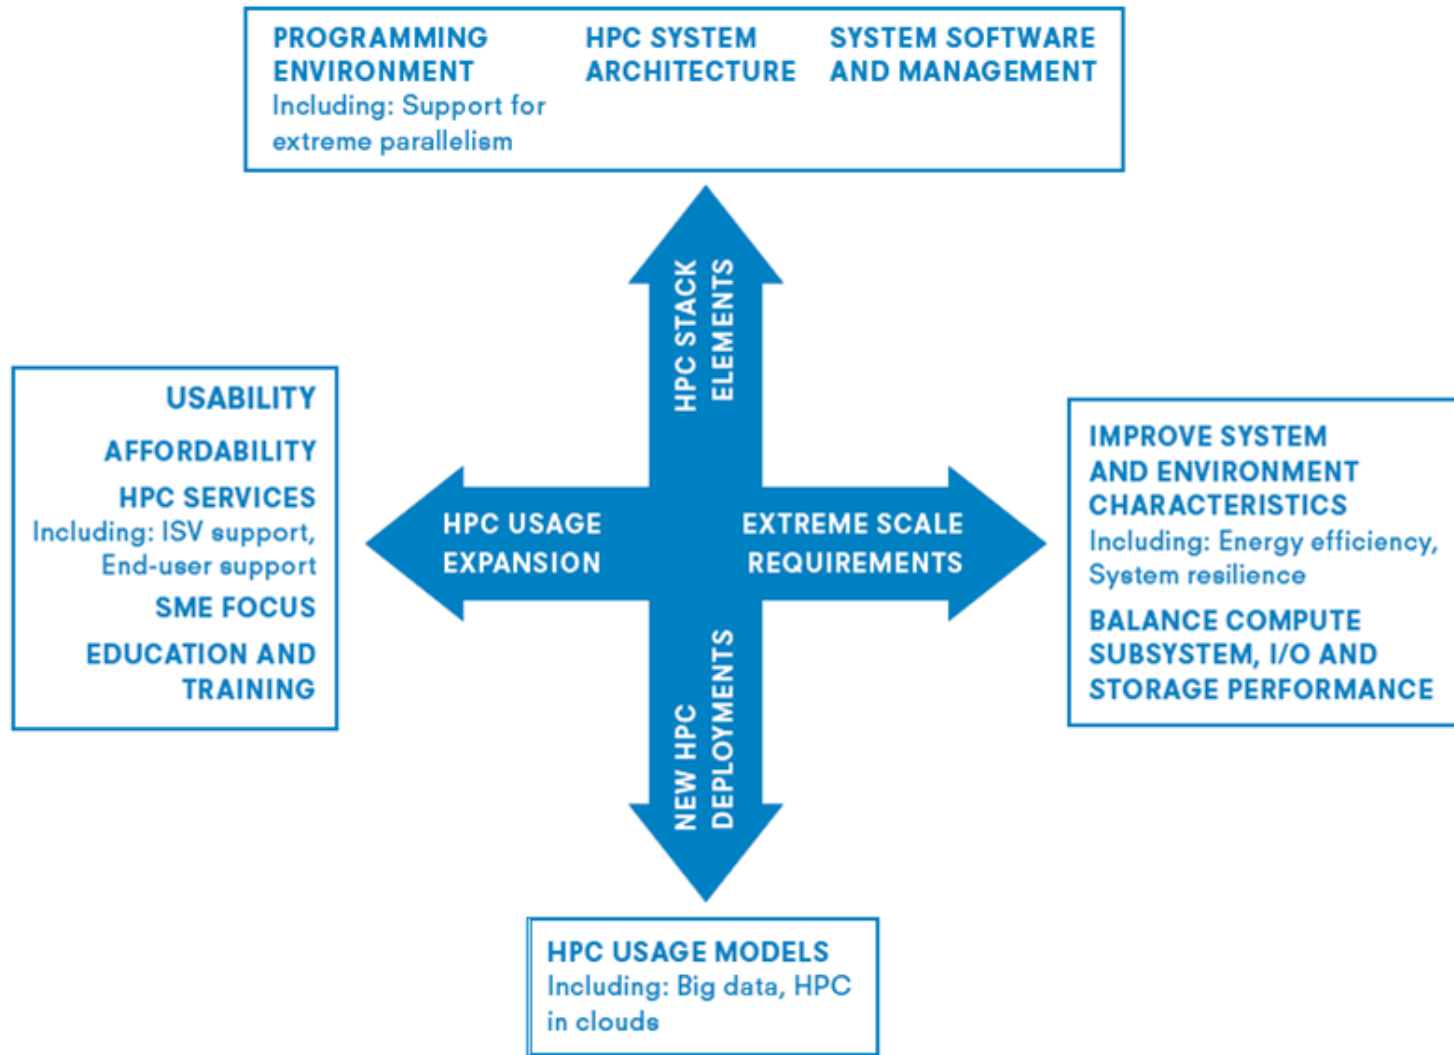 PROGRAMMING
ENVIRONMENT
Including: Support for
extreme parallelism
HPC SYSTEM
ARCHITECTURE
SYSTEM SOFTWARE
AND MANAGEMENT
HPC STACK
ELEMENTS
USABILITY
AFFORDABILITY
HPC SERVICES
Including: ISV support,
End-user support
SME FOCUS
EDUCATION AND
TRAINING
HPC USAGE
EXPANSION
EXTREME SCALE
REQUIREMENTS
IMPROVE SYSTEM
AND ENVIRONMENT
CHARACTERISTICS
Including: Energy efficiency,
System resilience
BALANCE COMPUTE
SUBSYSTEM, I/O AND
STORAGE PERFORMANCE
NEW HPC
DEPLOYMENTS
HPC USAGE MODELS
Including: Big data, HPC
in clouds